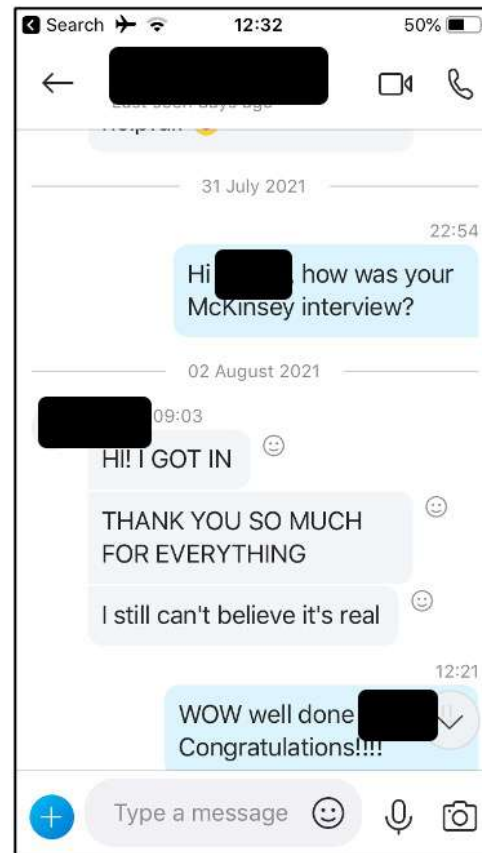 Search
12:32
50%
31 July 2021
22:54
Hi
how was your
McKinsey interview?
02 August 2021
09:03
HI! I GOT IN
THANK YOU SO MUCH
FOR EVERYTHING
I still can't believe it's real
12:21
WOW well done
Congratulations!!!!
Type a message